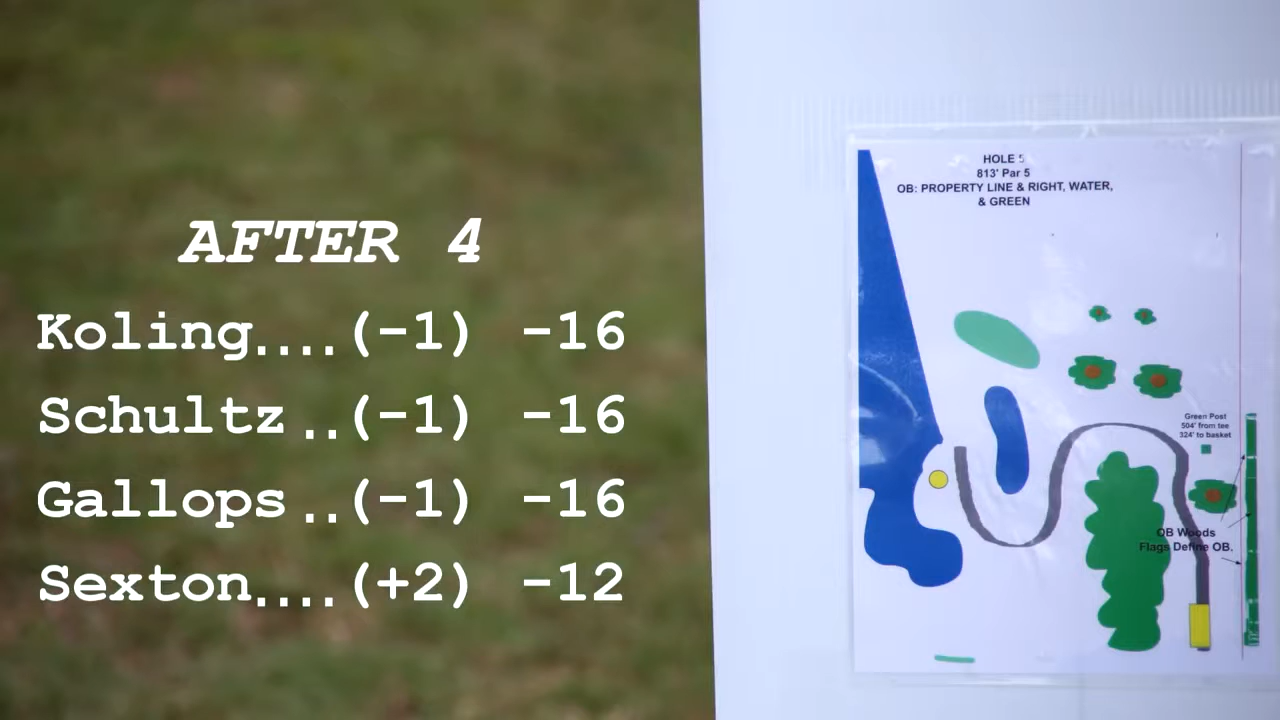 AFTER 4
Koling....(-1) -16
Schultz ..(-1) -16
Gallops ..(-1) -16
Sexton....(+2) -12
HOLE 5
813' Par 5
OB: PROPERTY LINE & RIGHT, WATER,
& GREEN
Green Post
504' from tee
324' to basket
OB Woods
Flags Define OB.